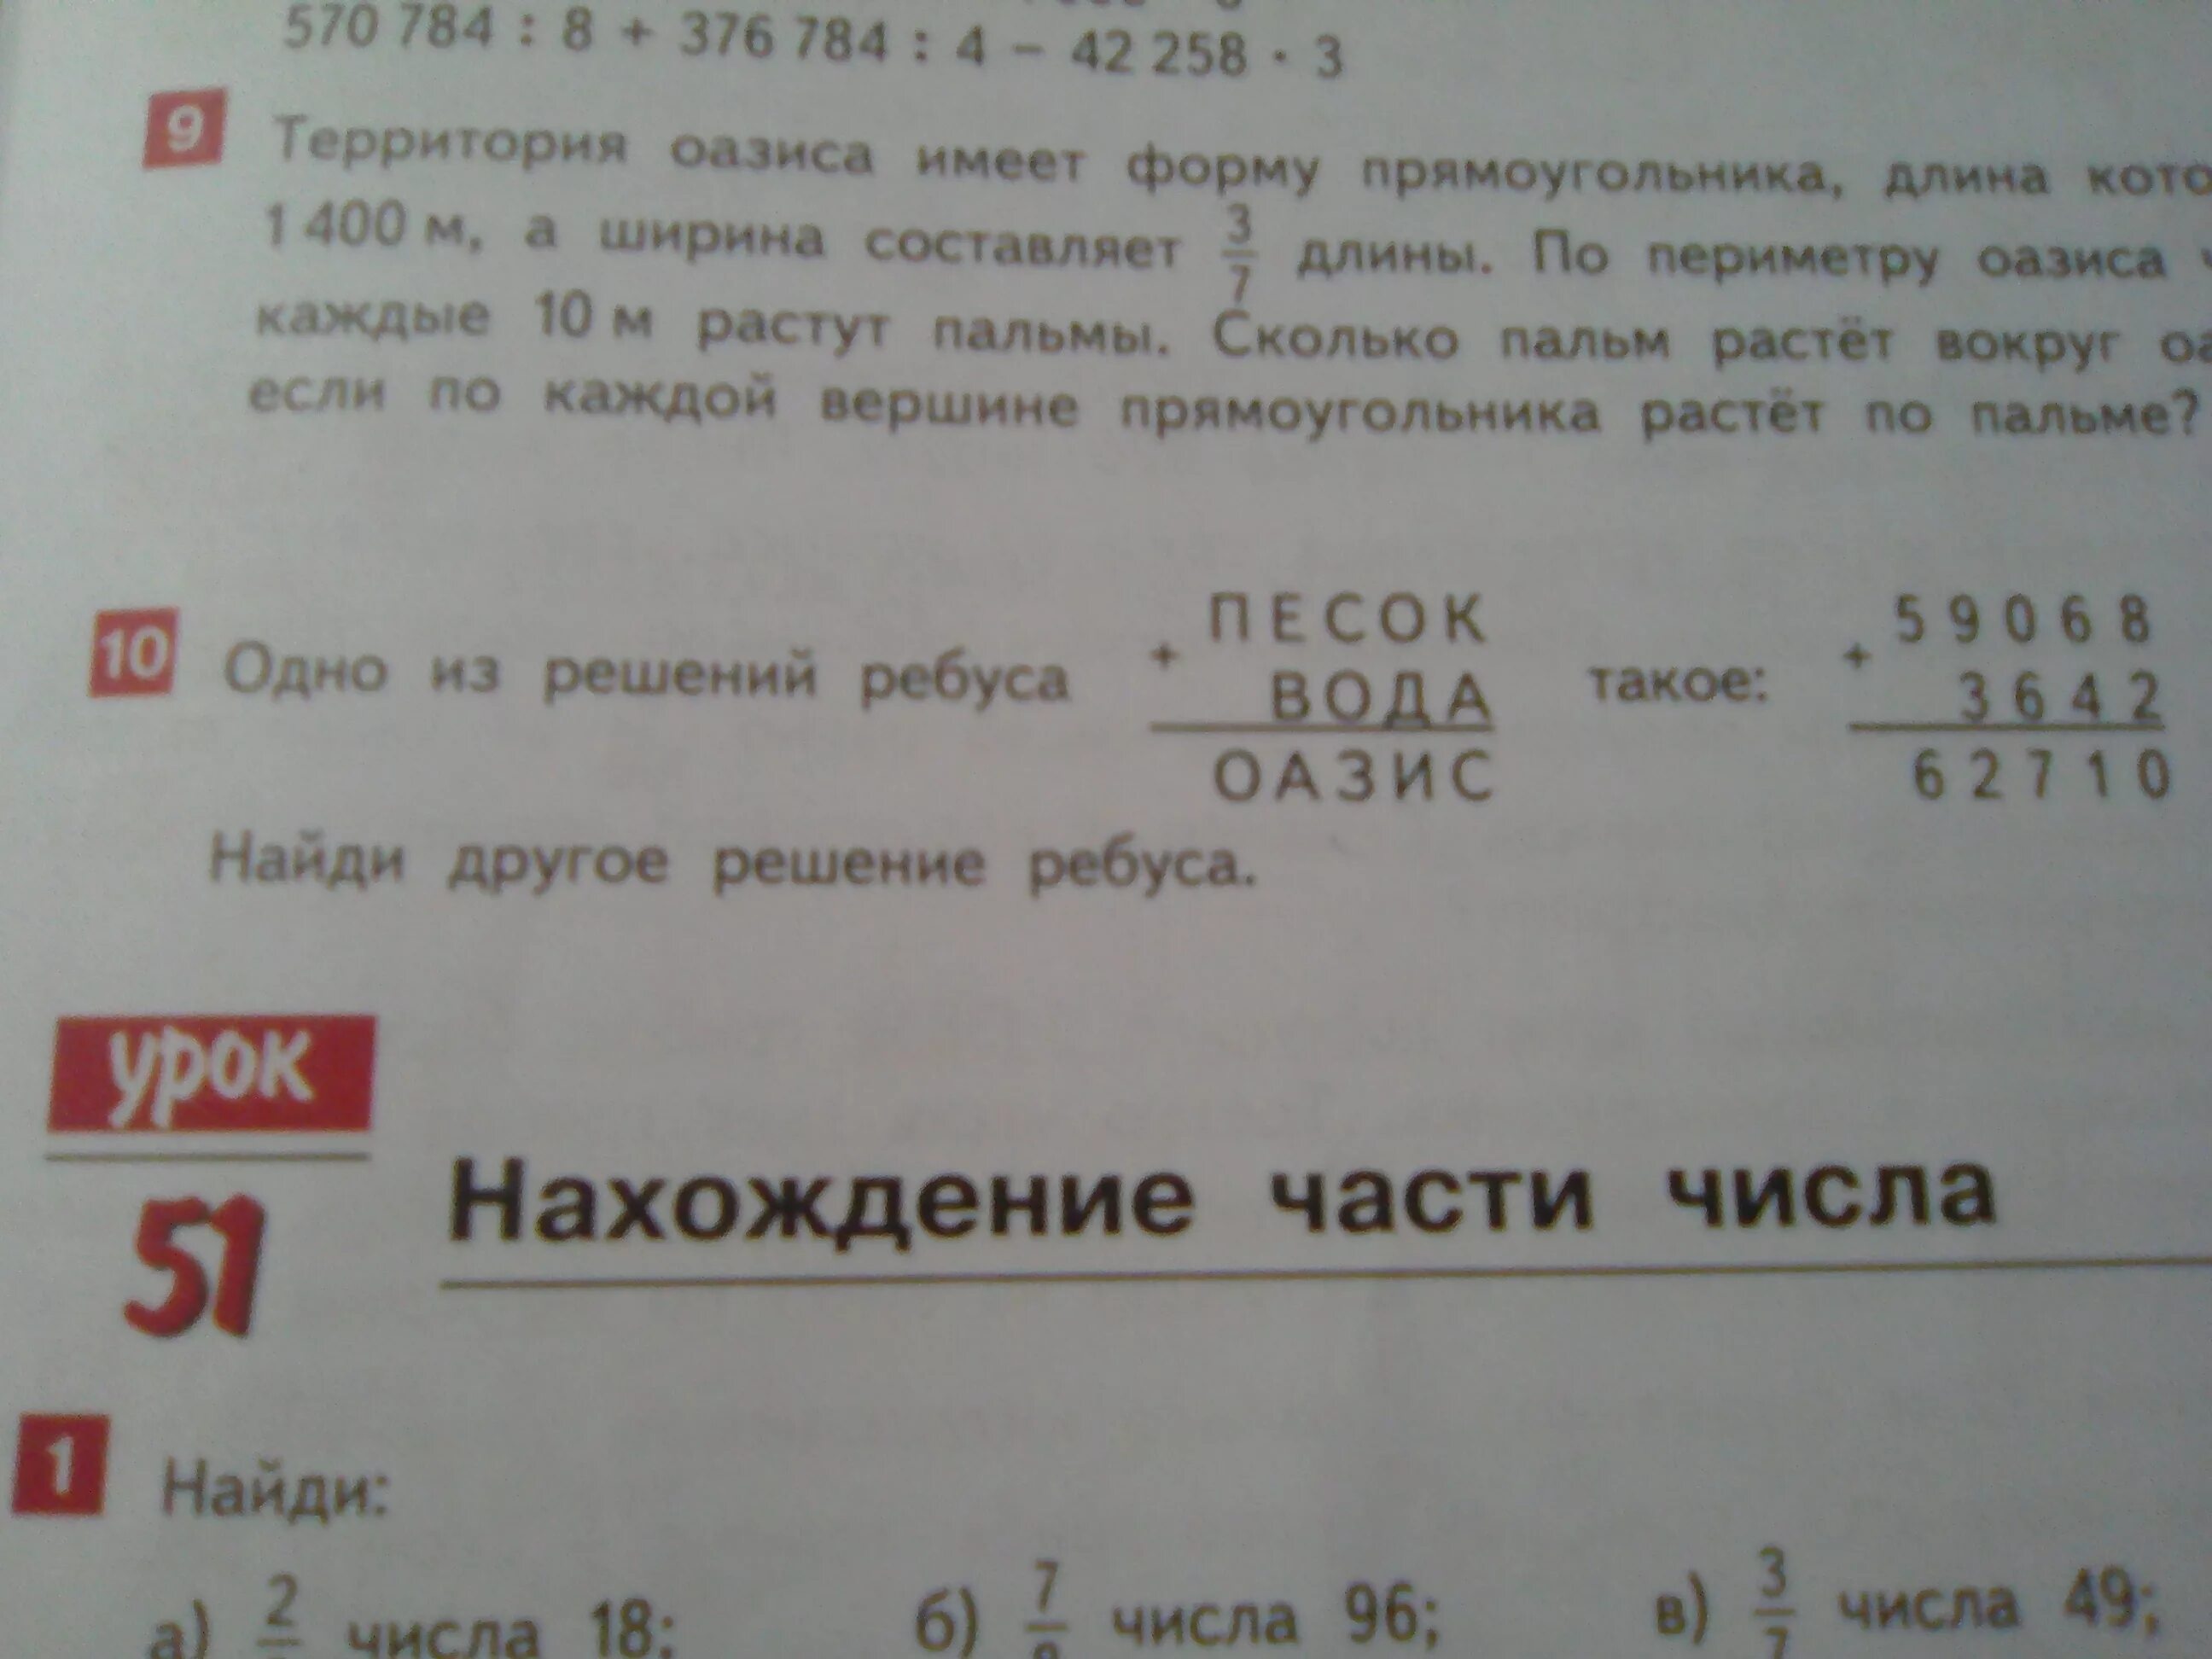 570 784 : 8 + 376 784 : 4 − 42 258 · 3
9 Территория оазиса имеет форму прямоугольника, длина
1 400 м, а ширина составляет 3/7 длины. По периметру оазиса
каждые 10 м растут пальмы. Сколько пальм растёт вокруг
если по каждой вершине прямоугольника растёт по пальме?
10 Одно из решений ребуса
ПЕСОК
+ ВОДА
ОАЗИС
такое:
59068
+ 3642
62710
Найди другое решение ребуса.
урок
51
Нахождение части числа
1 Найди:
а) 2 числа 18; б) 7 числа 96; в) 3/7 числа 49;